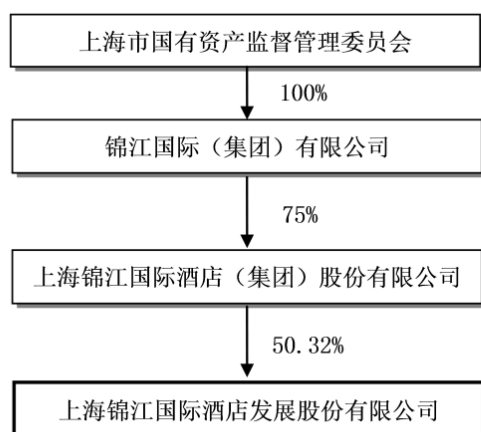 上海市国有资产监督管理委员会
100%
锦江国际（集团）有限公司
75%
上海锦江国际酒店（集团）股份有限公司
50.32%
上海锦江国际酒店发展股份有限公司